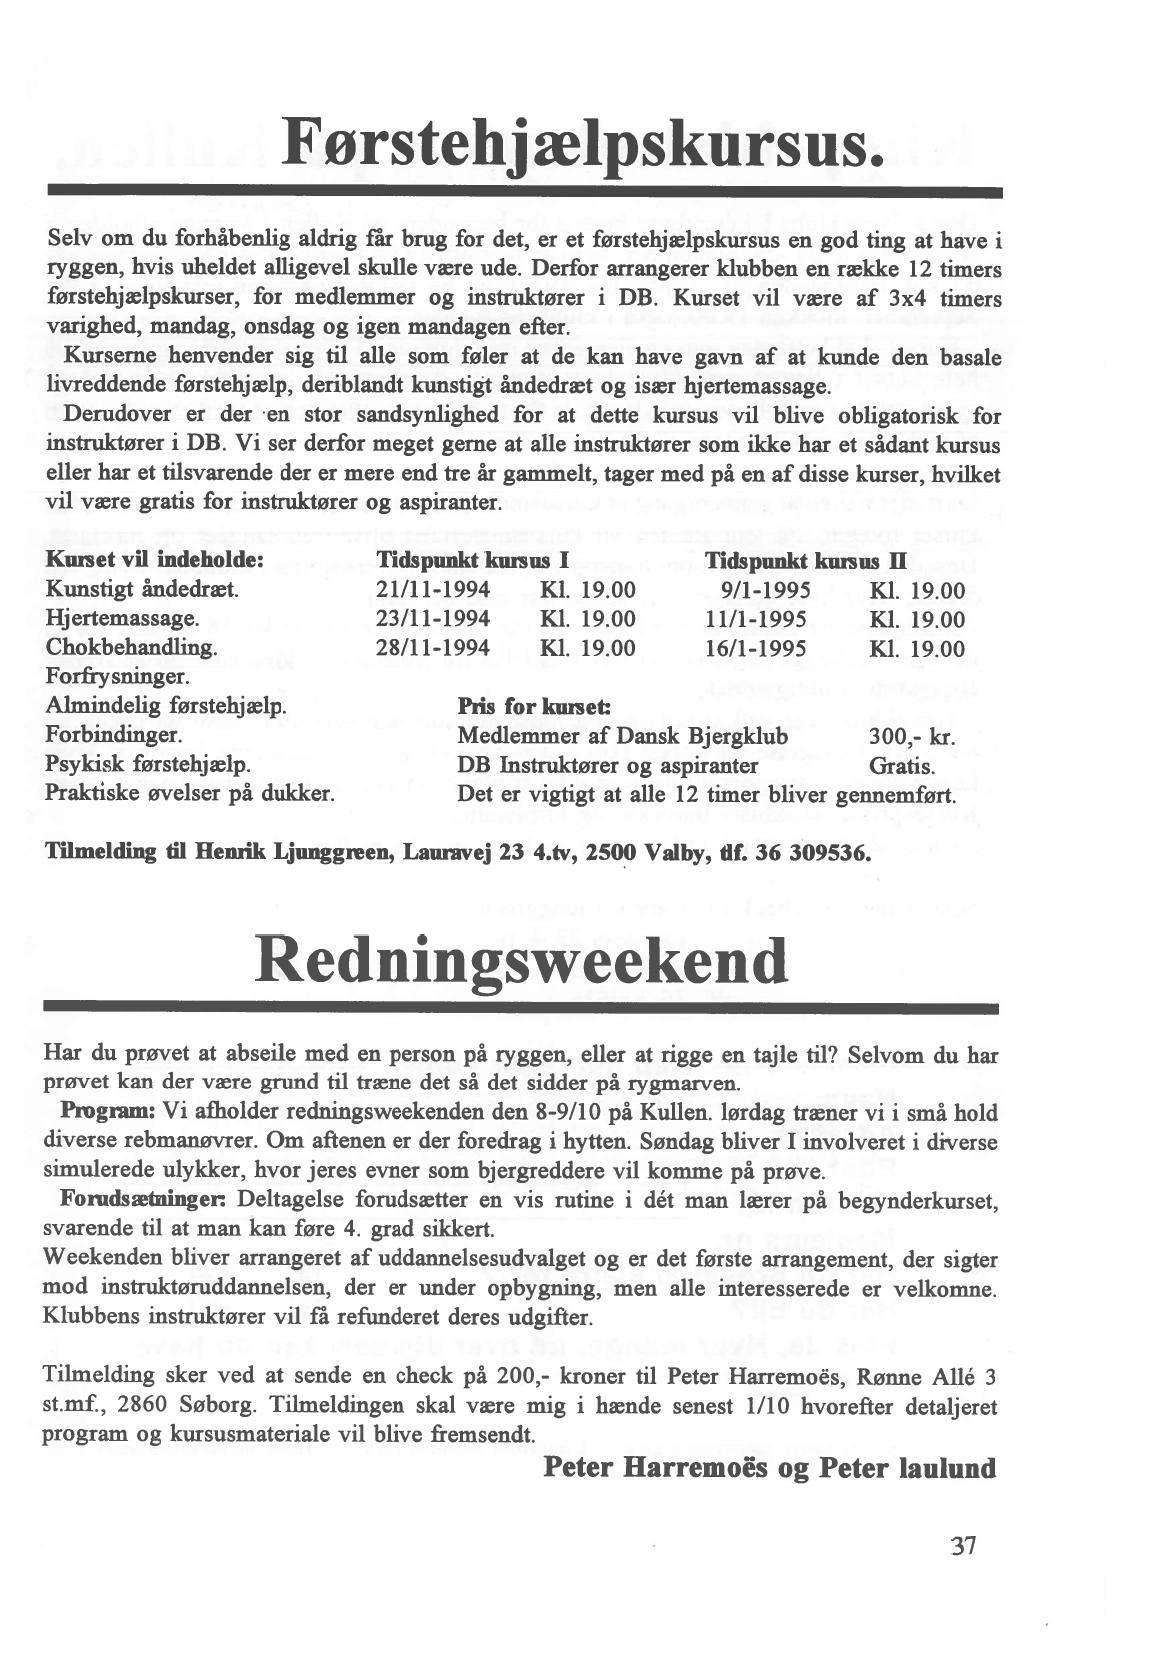 Førstehjælpskursus.
Selv om du forhåbenlig aldrig får brug for det, er et førstehjælpskursus en god ting at have i
ryggen, hvis uheldet alligevel skulle være ude. Derfor arrangerer klubben en række 12 timers
førstehjælpskurser, for medlemmer og instruktører i DB. Kurset vil være af 3x4 timers
varighed, mandag, onsdag og igen mandagen efter.
Kurserne henvender sig til alle som føler at de kan have gavn af at kunde den basale
livreddende førstehjælp, deriblandt kunstigt åndedræt og især hjertemassage.
Derudover er der en stor sandsynlighed for at dette kursus vil blive obligatorisk for
instruktører i DB. Vi ser derfor meget gerne at alle instruktører som ikke har et sådant kursus
eller har et tilsvarende der er mere end tre år gammelt, tager med på en af disse kurser, hvilket
vil være gratis for instruktører og aspiranter.
Kurset vil indeholde: Tidspunkt kursus I Tidspunkt kursus II
Kunstigt åndedræt. 21/11-1994 Kl. 19.00 9/1-1995 Kl. 19.00
Hjertemassage. 23/11-1994 Kl. 19.00 11/1-1995 Kl. 19.00
Chokbehandling. 28/11-1994 Kl. 19.00 16/1-1995 Kl. 19.00
Forfrysninger.
Almindelig førstehjælp. Pris for kurset:
Forbindinger. Medlemmer af Dansk Bjergklub 300,- kr.
Psykisk førstehjælp. DB Instruktører og aspiranter Gratis.
Praktiske øvelser på dukker. Det er vigtigt at alle 12 timer bliver gennemført.
Tilmelding til Henrik Ljunggreen, Lauravej 23 4.tv, 2500 Valby, tlf. 36 309536.
Redningsweekend
Har du prøvet at abseile med en person på ryggen, eller at rigge en tajle til? Selvom du har
prøvet kan der være grund til træne det så det sidder på rygmarven.
Program: Vi afholder redningsweekenden den 8-9/10 på Kullen. lørdag træner vi i små hold
diverse rebmanøvrer. Om aftenen er der foredrag i hytten. Søndag bliver I involveret i diverse
simulerede ulykker, hvor jeres evner som bjergreddere vil komme på prøve.
Forudsætninger: Deltagelse forudsætter en vis rutine i dét man lærer på begynderkurset,
svarende til at man kan føre 4. grad sikkert.
Weekenden bliver arrangeret af uddannelsesudvalget og er det første arrangement, der sigter
mod instruktøruddannelsen, der er under opbygning, men alle interesserede er velkomne.
Klubbens instruktører vil få refunderet deres udgifter.
Tilmelding sker ved at sende en check på 200,- kroner til Peter Harremoës, Rønne Allé 3
st.mf., 2860 Søborg. Tilmeldingen skal være mig i hænde senest 1/10 hvorefter detaljeret
program og kursusmateriale vil blive fremsendt.
Peter Harremoës og Peter laulund
37